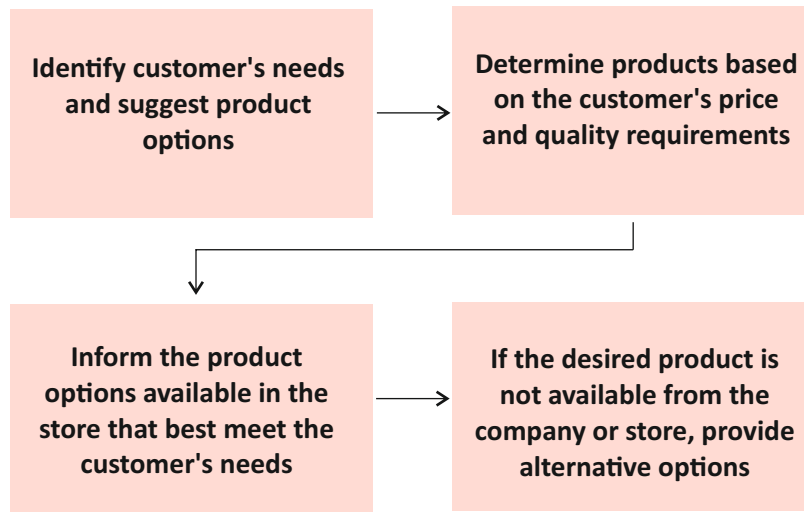 Identify customer's needs
and suggest product
options
Determine products based
on the customer's price
and quality requirements
Inform the product
options available in the
store that best meet the
customer's needs
If the desired product is
not available from the
company or store, provide
alternative options